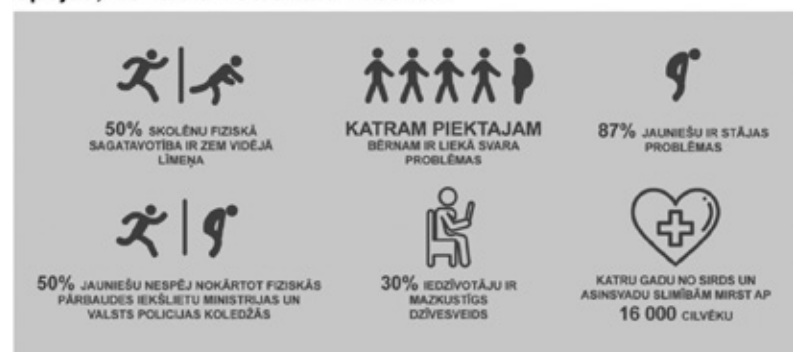 50% SKOLĒNU FIZISKĀ
SAGATAVOTĪBA IR ZEM VIDĒJĀ
LĪMEŅA
KATRAM PIEKTAJAM
BĒRNAM IR LIEKĀ SVARA
PROBLĒMAS
87% JAUNIEŠU IR STĀJAS
PROBLĒMAS
50% JAUNIEŠU NESPĒJ NOKĀRTOT FIZISKĀS
PĀRBAUDES IEKŠLIETU MINISTRIJAS UN
VALSTS POLICIJAS KOLEDŽĀS
30% IEDZĪVOTĀJU IR
MAZKUSTĪGS
DZĪVESVEIDS
KATRU GADU NO SIRDS UN
ASINSVADU SLIMĪBĀM MIRST AP
16 000 CILVĒKU